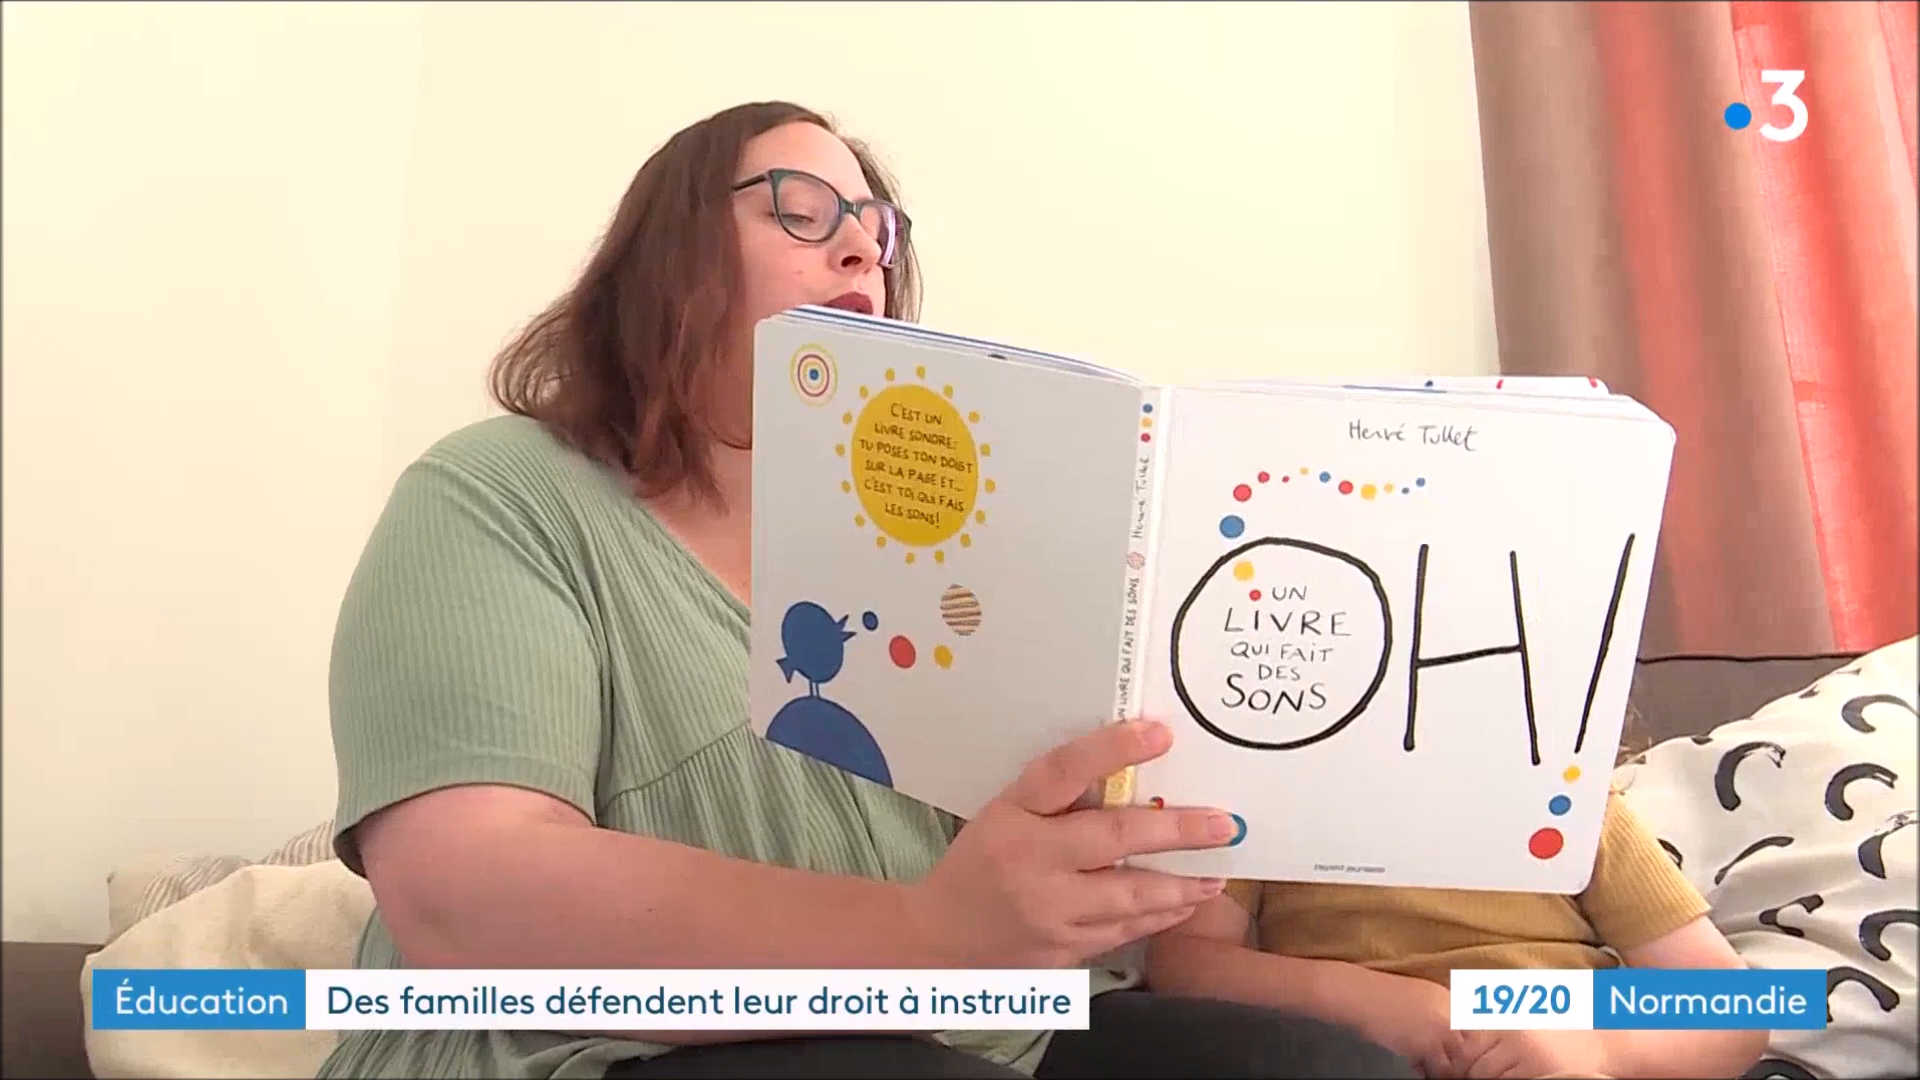 3
C'EST UN
LIVRE SONORE:
TU POSES TON DOIGT
SUR LA PAGE ET...
C'EST TOI QUI FAIS
LES SONS!
Hervé Tullet
UN LIVRE QUI FAIT DES SONS
Hervé Tullet
OH!
UN
LIVRE
QUI FAIT
DES
SONS
bayard jeunesse
Éducation
Des familles défendent leur droit à instruire
19/20
Normandie